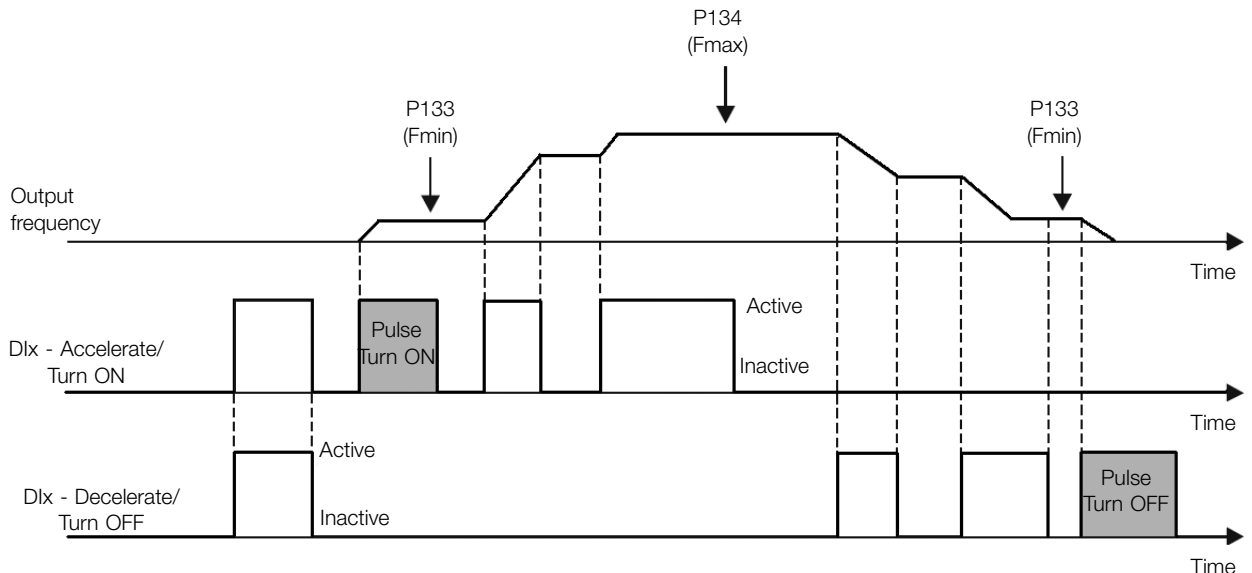 P134
(Fmax)
P133
(Fmin)
P133
(Fmin)
Output
frequency
Time
Active
Pulse
Turn ON
DIx - Accelerate/
Turn ON
Inactive
Time
Active
DIx - Decelerate/
Turn OFF
Inactive
Pulse
Turn OFF
Time